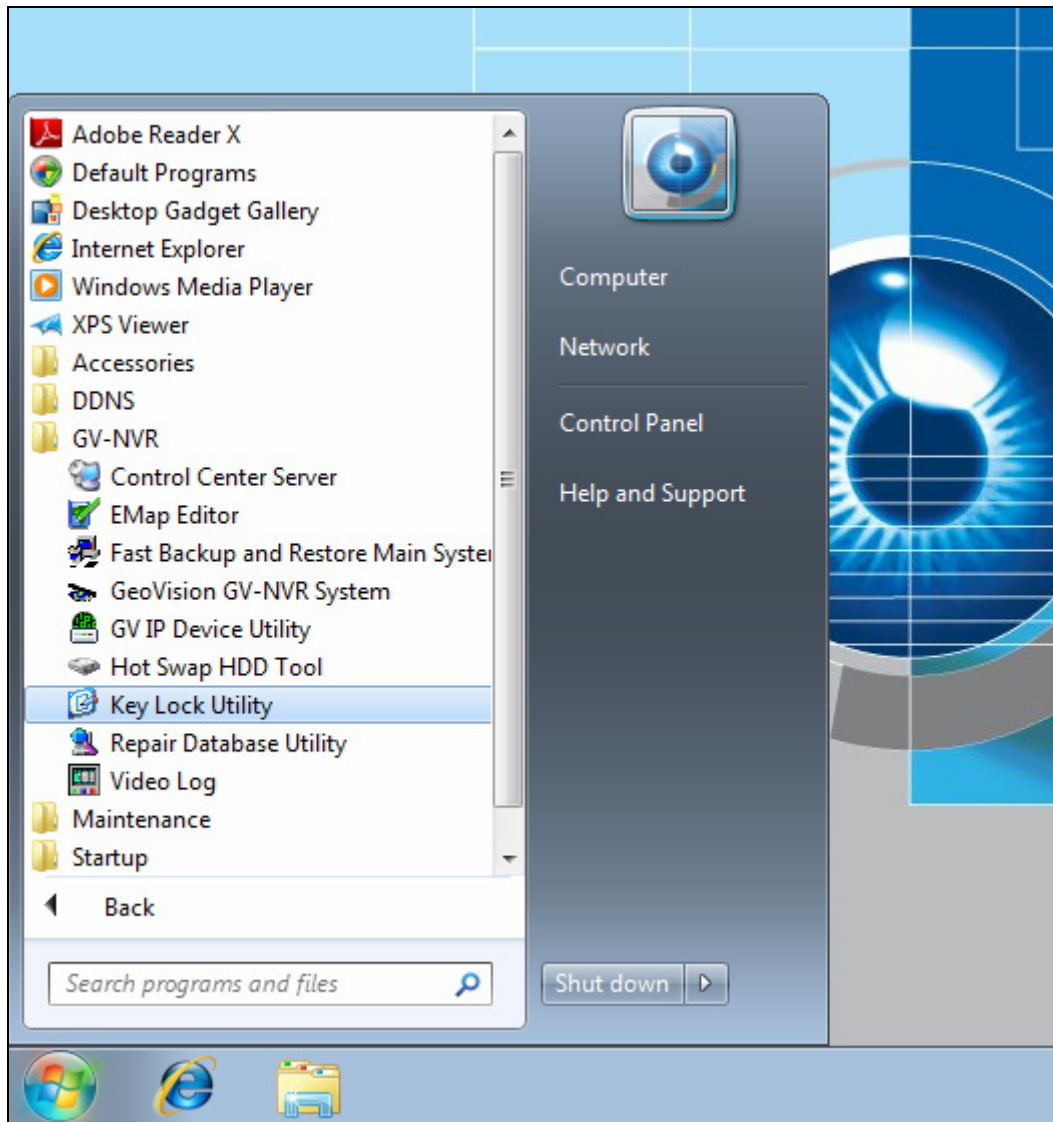 Adobe Reader X
Default Programs
Desktop Gadget Gallery
Internet Explorer
Windows Media Player
XPS Viewer
Accessories
DDNS
GV-NVR
Control Center Server
EMap Editor
Fast Backup and Restore Main Syster
GeoVision GV-NVR System
GV IP Device Utility
Hot Swap HDD Tool
Key Lock Utility
Repair Database Utility
Video Log
Maintenance
Startup
Back
Search programs and files
Computer
Network
Control Panel
Help and Support
Shut down